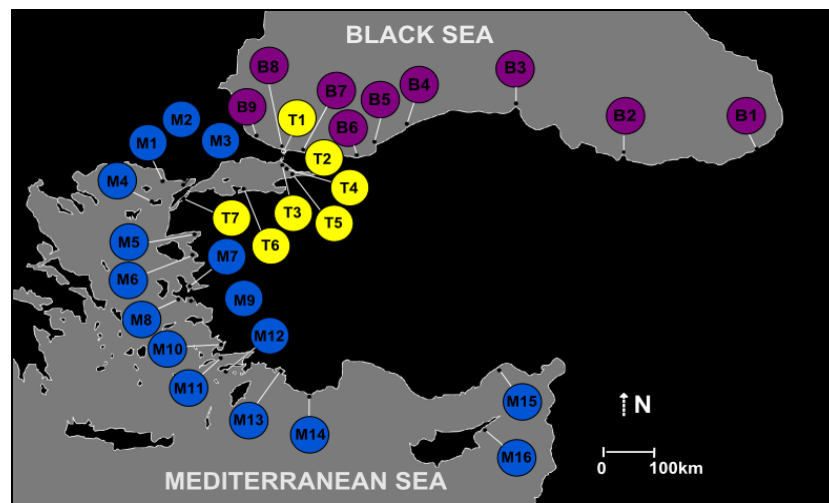 BLACK SEA
B8
B3
B7
B4
B5
B9
T1
B6
B2
B1
M2
M1
M3
T2
M4
T4
T7
T3
T5
T6
M5
M7
M6
M9
M8
M12
M10
M11
M13
M14
M15
M16
N
0 100km
MEDITERRANEAN SEA